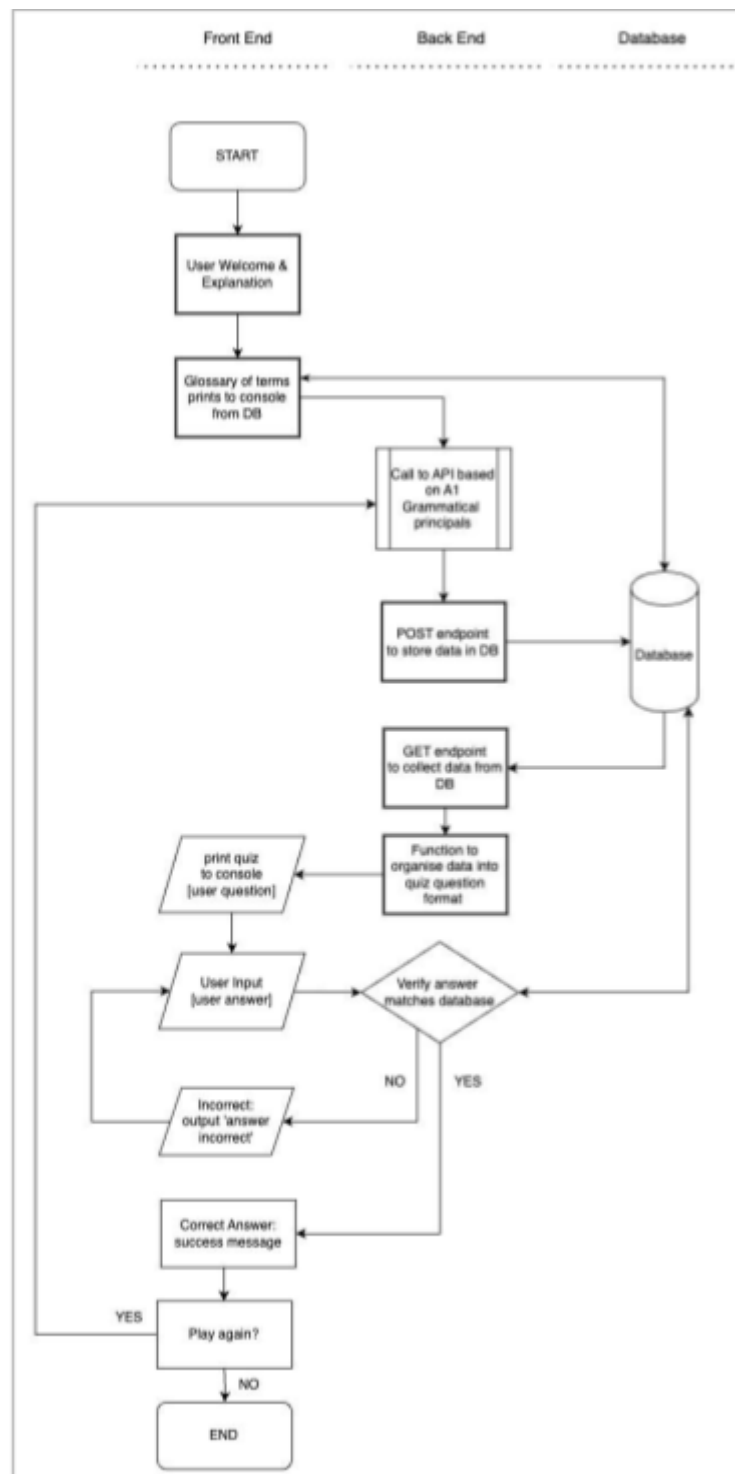 Front End
Back End
Database
START
User Welcome &
Explanation
Glossary of terms
prints to console
from DB
Call to API based
on A1
Grammatical
principals
POST endpoint
to store data in DB
Database
GET endpoint
to collect data from
DB
Function to
organise data into
quiz question
format
print quiz
to console
[user question]
User Input
[user answer]
Verify answer
matches database
NO
YES
Incorrect:
output 'answer
incorrect'
Correct Answer:
success message
YES
Play again?
NO
END